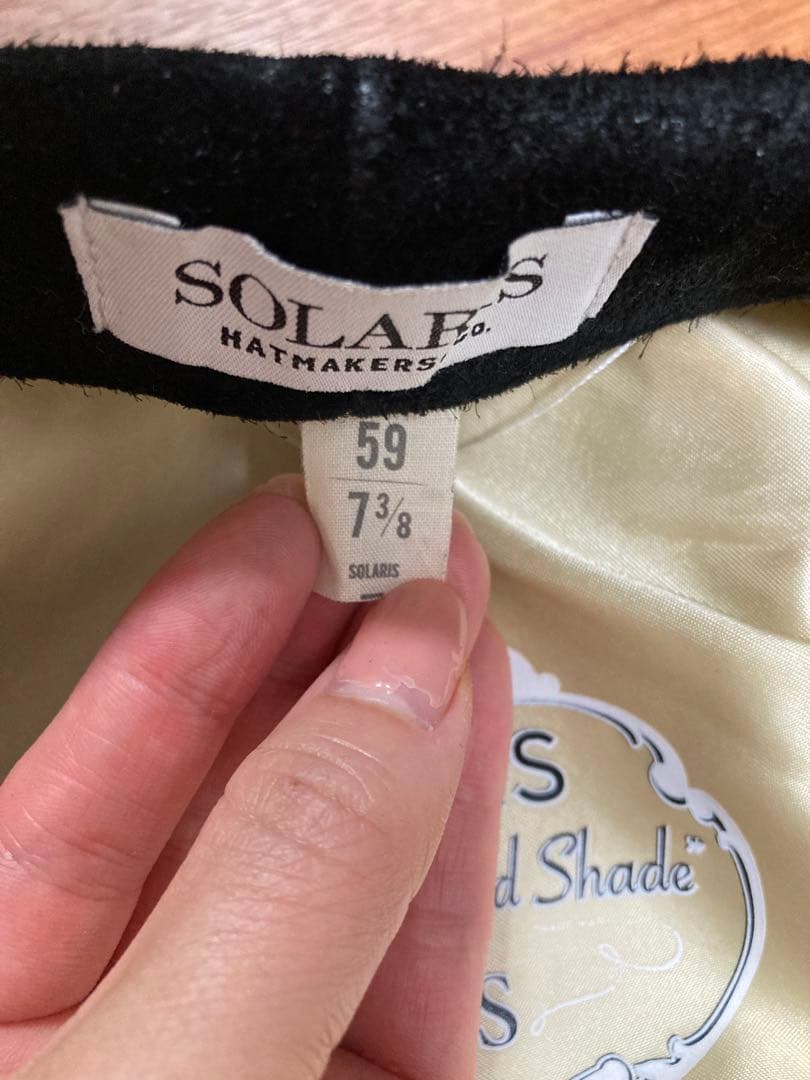 SOLARIS
HATMAKERS Co.
59
7 3/8
SOLARIS
S
d Shade"
S